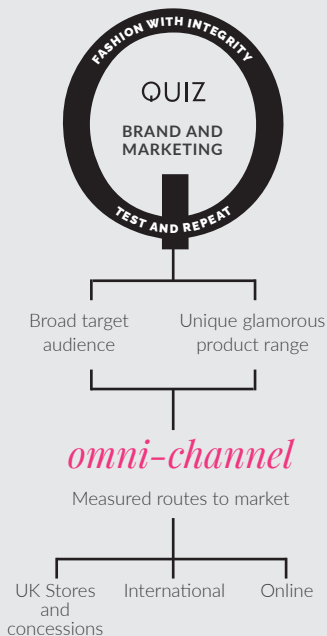 FASHION WITH INTEGRITY
QUIZ
BRAND AND
MARKETING
TEST AND REPEAT
Broad target
audience
Unique glamorous
product range
omni-channel
Measured routes to market
UK Stores
and
concessions
International
Online